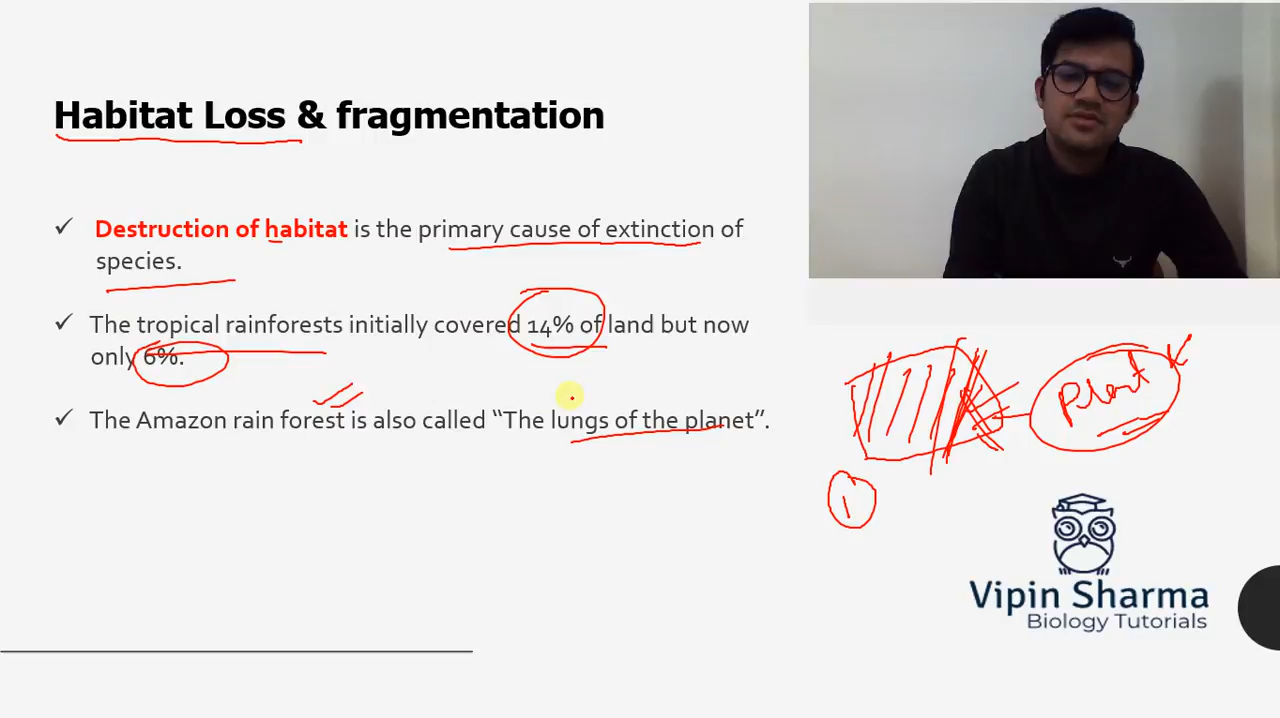 Habitat Loss & fragmentation
✓ Destruction of habitat is the primary cause of extinction of
species.
✓ The tropical rainforests initially covered 14% of land but now
only 6%.
✓ The Amazon rain forest is also called “The lungs of the planet”.
Plant
1
Vipin Sharma
Biology Tutorials